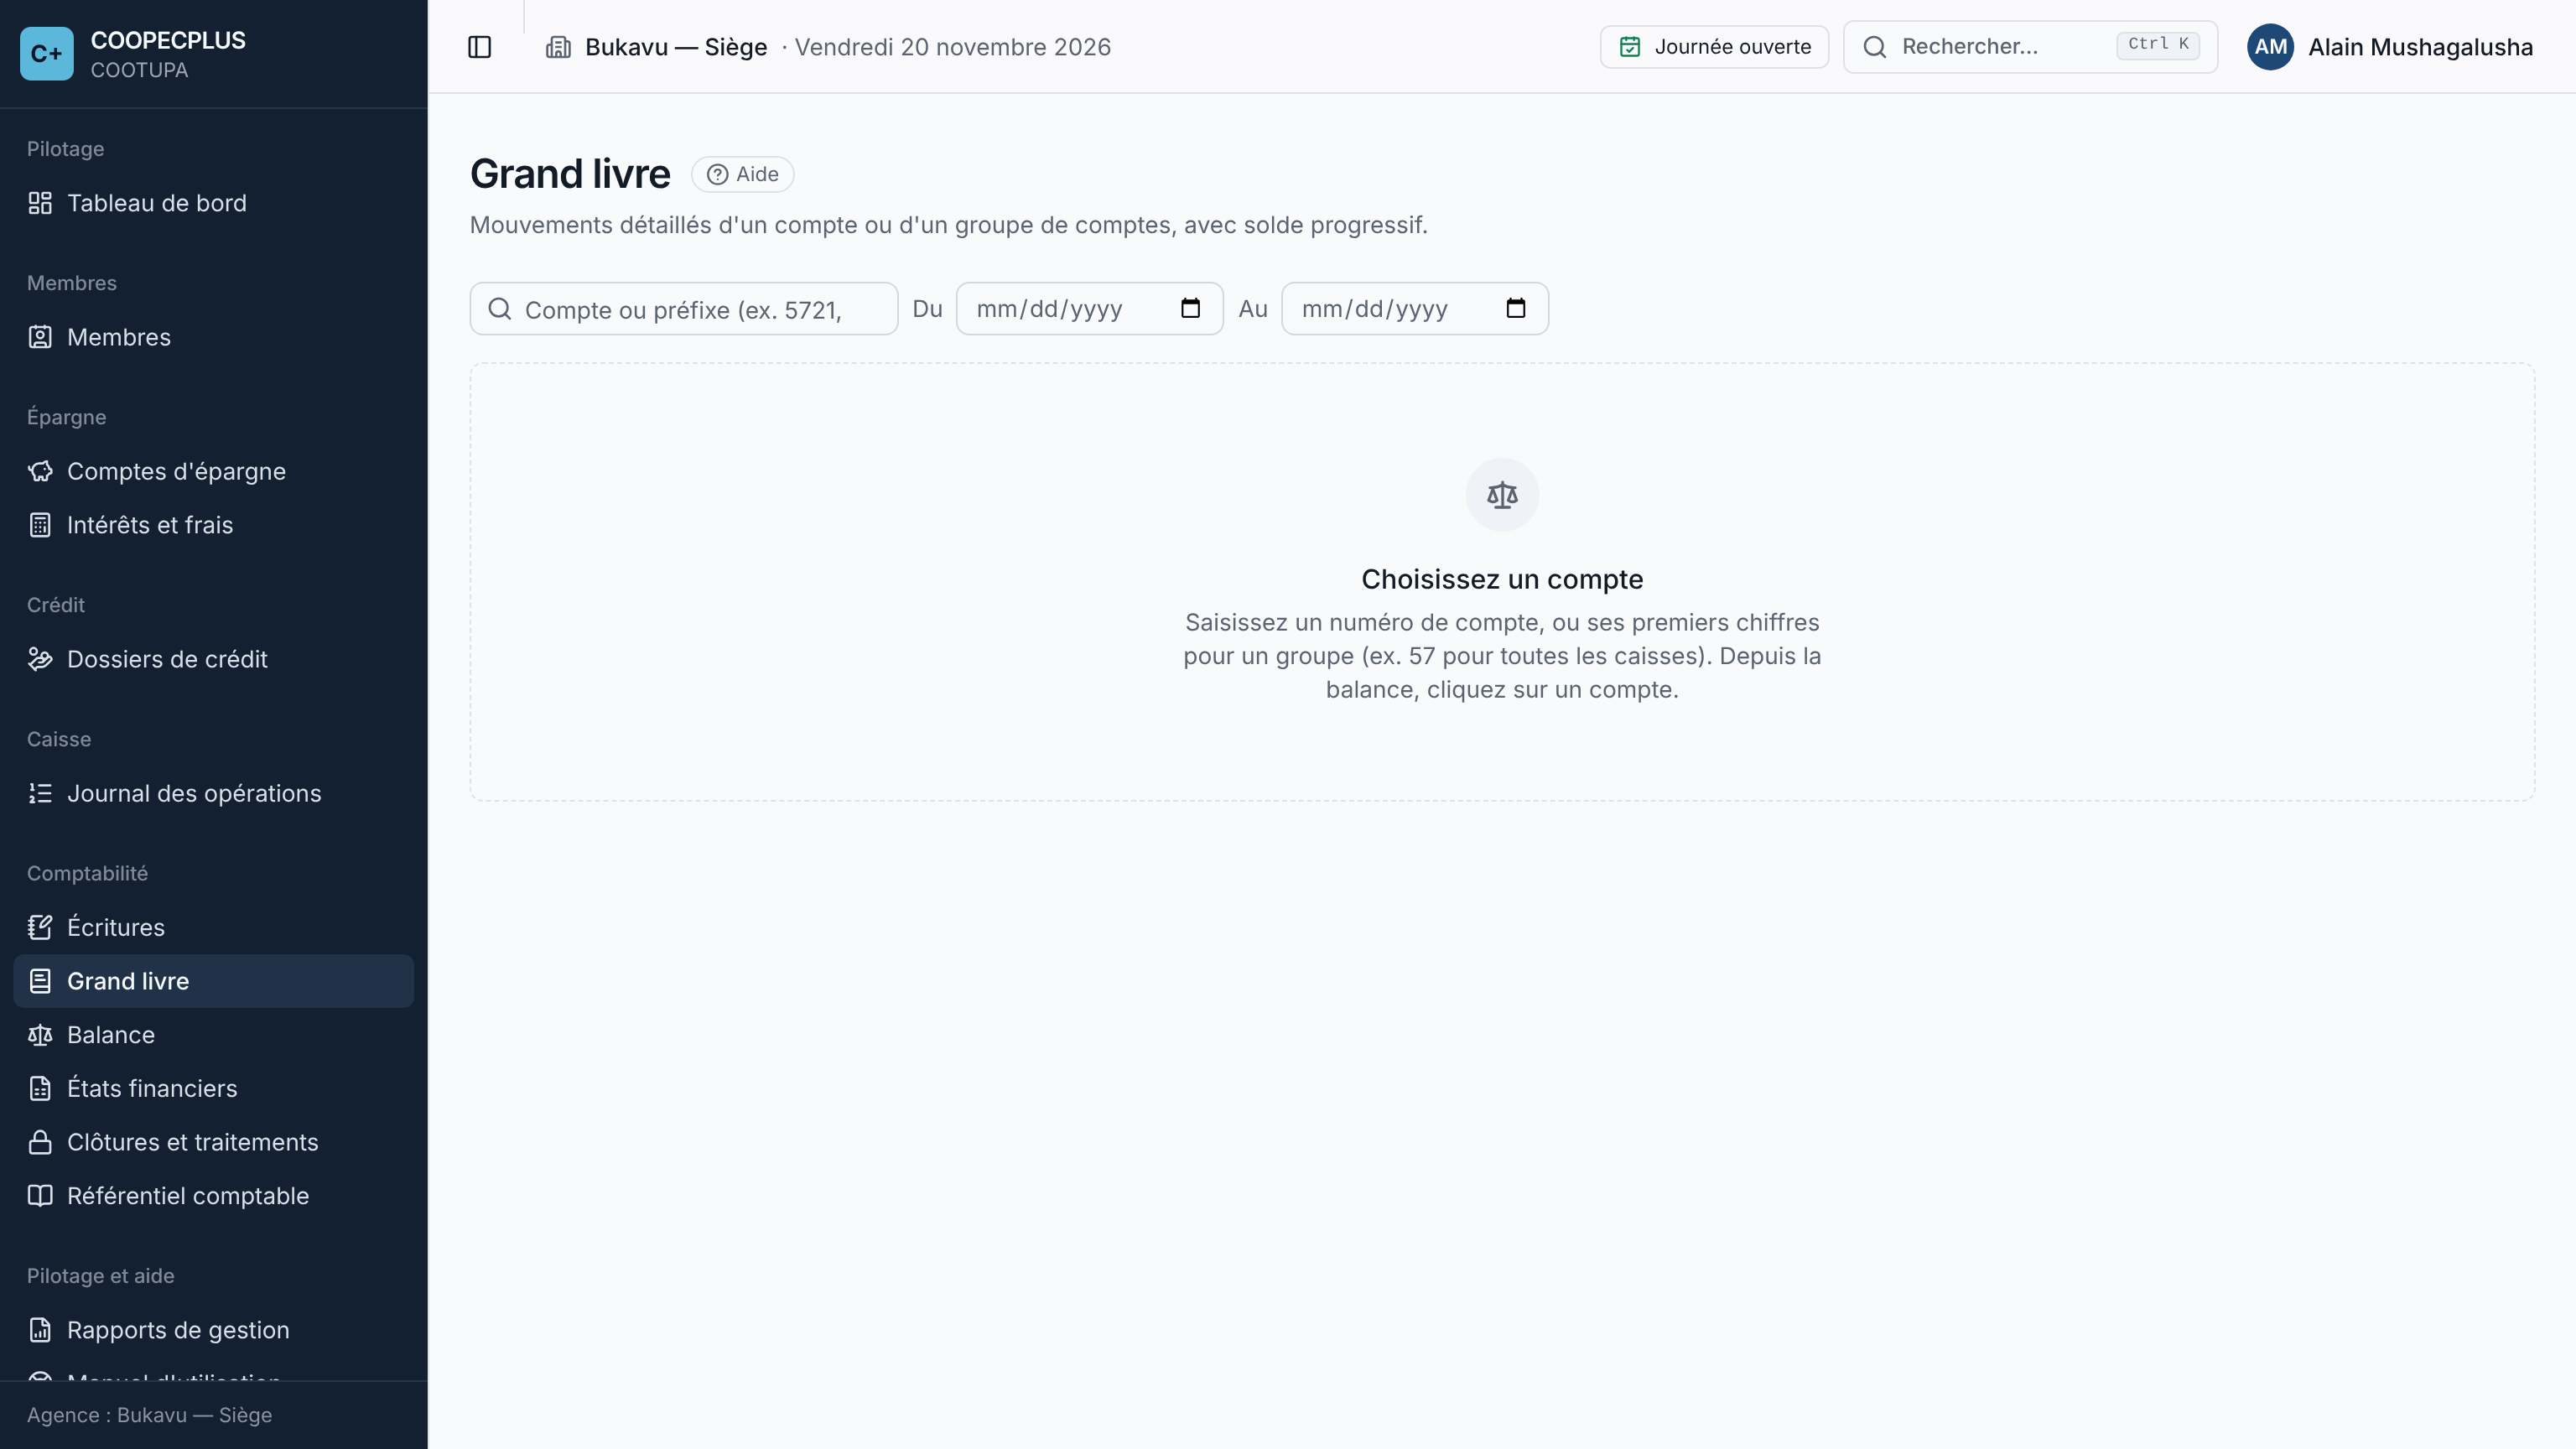 C+
COOPECPLUS
COOTUPA
Pilotage
Tableau de bord
Membres
Membres
Épargne
Comptes d'épargne
Intérêts et frais
Crédit
Dossiers de crédit
Caisse
Journal des opérations
Comptabilité
Écritures
Grand livre
Balance
États financiers
Clôtures et traitements
Référentiel comptable
Pilotage et aide
Rapports de gestion
Manuel d'utilisation
Agence : Bukavu — Siège
Bukavu — Siège · Vendredi 20 novembre 2026
Journée ouverte
Rechercher...
Ctrl K
AM
Alain Mushagalusha
Grand livre
Aide
Mouvements détaillés d'un compte ou d'un groupe de comptes, avec solde progressif.
Compte ou préfixe (ex. 5721,
Du
mm/dd/yyyy
Au
mm/dd/yyyy
Choisissez un compte
Saisissez un numéro de compte, ou ses premiers chiffres
pour un groupe (ex. 57 pour toutes les caisses). Depuis la
balance, cliquez sur un compte.